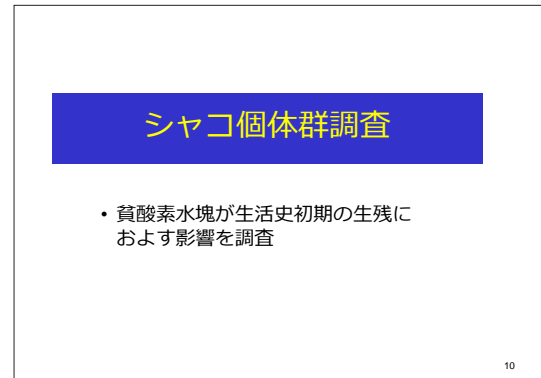 シャコ個体群調査
• 貧酸素水塊が生活史初期の生残に
およす影響を調査
10